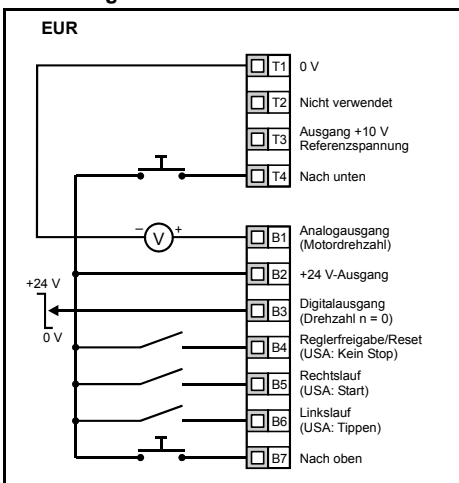 EUR
T1 0 V
T2 Nicht verwendet
T3 Ausgang +10 V
Referenzspannung
T4 Nach unten
– V +
B1 Analogausgang
(Motordrehzahl)
B2 +24 V-Ausgang
+24 V
B3 Digitalausgang
(Drehzahl n = 0)
0 V
B4 Reglerfreigabe/Reset
(USA: Kein Stop)
B5 Rechtslauf
(USA: Start)
B6 Linkslauf
(USA: Tippen)
B7 Nach oben